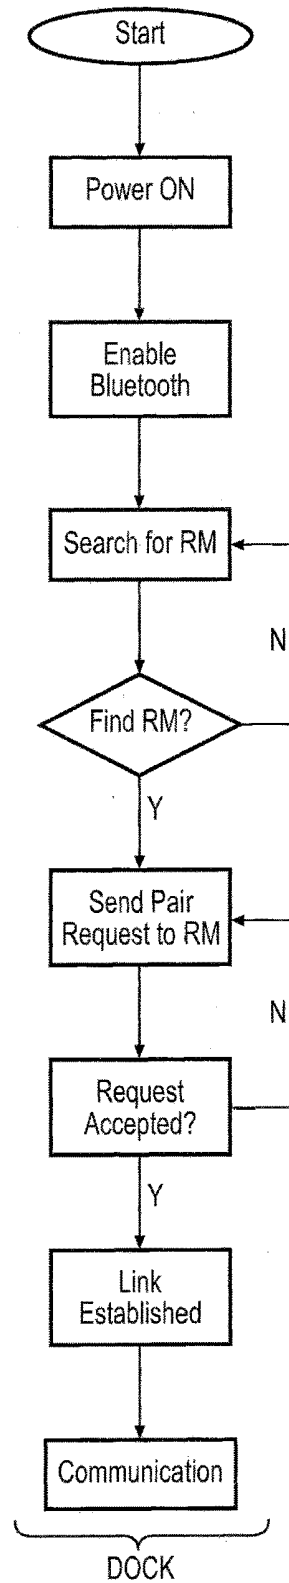 Start
Power ON
Enable
Bluetooth
Search for RM
N
Find RM?
Y
Send Pair
Request to RM
N
Request
Accepted?
Y
Link
Established
Communication
DOCK